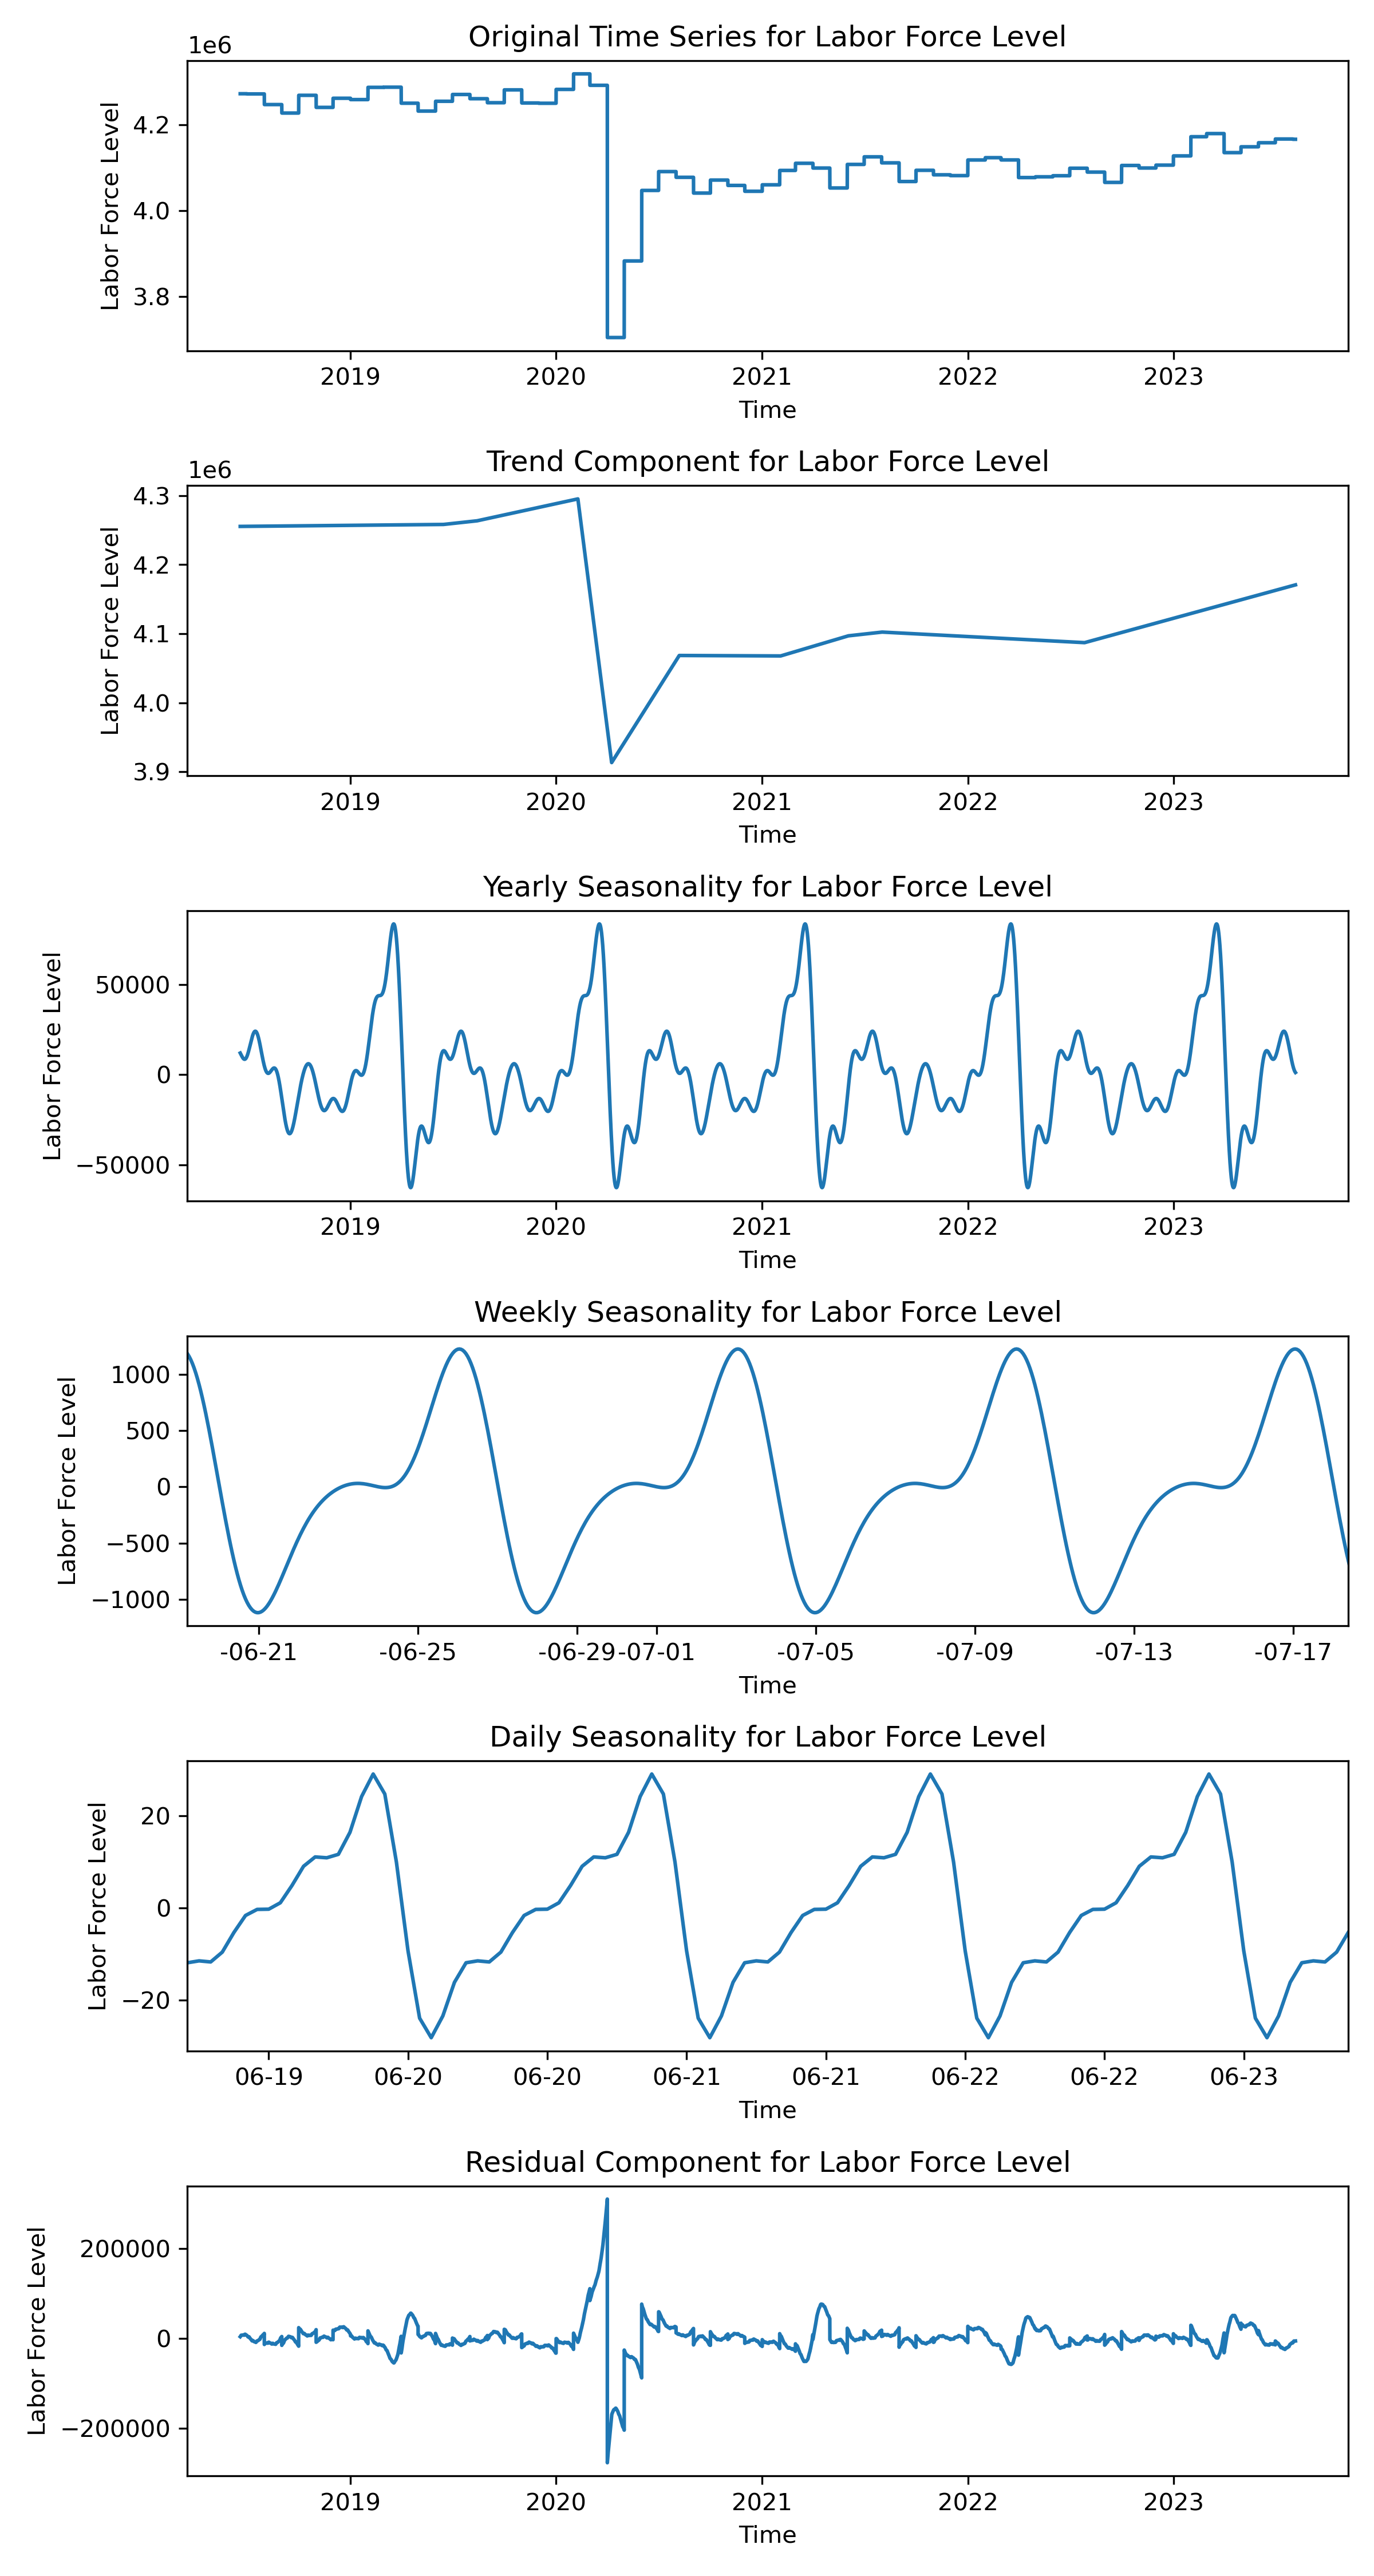 Original Time Series for Labor Force Level
1e6
Labor Force Level
4.2
4.0
3.8
2019 2020 2021 2022 2023
Time
Trend Component for Labor Force Level
1e6
Labor Force Level
4.3
4.2
4.1
4.0
3.9
2019 2020 2021 2022 2023
Time
Yearly Seasonality for Labor Force Level
Labor Force Level
50000
0
−50000
2019 2020 2021 2022 2023
Time
Weekly Seasonality for Labor Force Level
Labor Force Level
1000
500
0
−500
−1000
-06-21 -06-25 -06-29 -07-01 -07-05 -07-09 -07-13 -07-17
Time
Daily Seasonality for Labor Force Level
Labor Force Level
20
0
−20
06-19 06-20 06-20 06-21 06-21 06-22 06-22 06-23
Time
Residual Component for Labor Force Level
Labor Force Level
200000
0
−200000
2019 2020 2021 2022 2023
Time